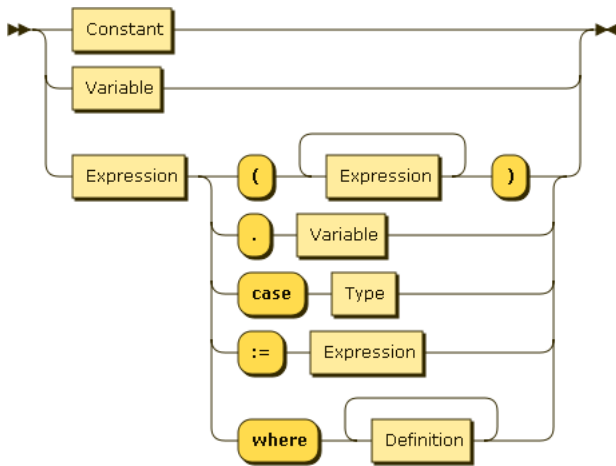 Constant
Variable
Expression ( Expression )
. Variable
case Type
:= Expression
where Definition